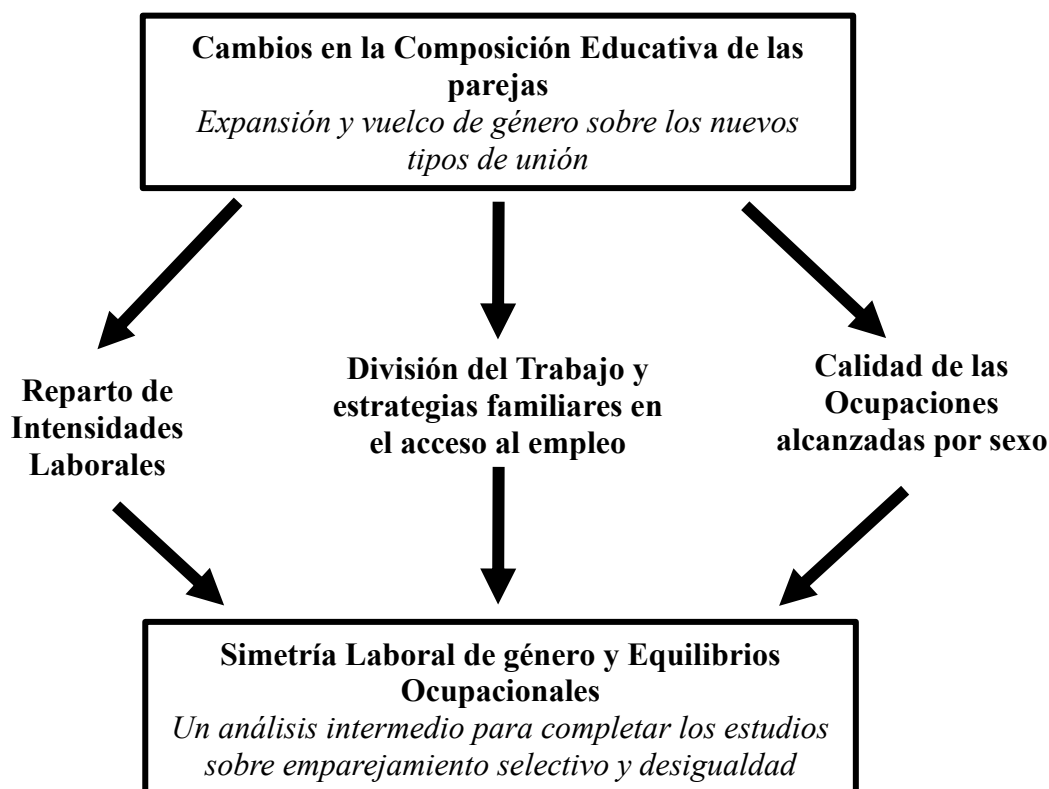 Cambios en la Composición Educativa de las
parejas
Expansión y vuelco de género sobre los nuevos
tipos de unión
Reparto de
Intensidades
Laborales
División del Trabajo y
estrategias familiares en
el acceso al empleo
Calidad de las
Ocupaciones
alcanzadas por sexo
Simetría Laboral de género y Equilibrios
Ocupacionales
Un análisis intermedio para completar los estudios
sobre emparejamiento selectivo y desigualdad